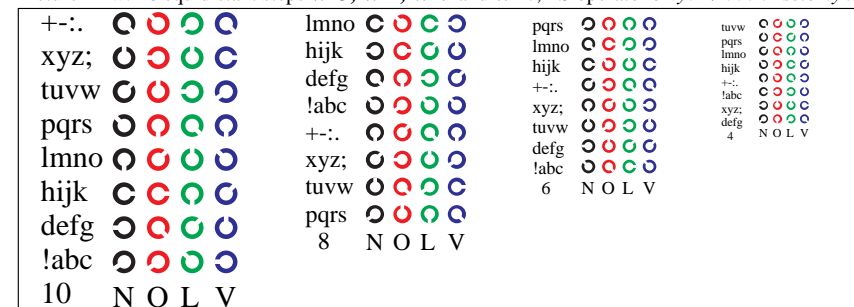 +-:.
xyz;
tuvw
pqrs
lmno
hijk
defg
!abc
10 N O L V
lmno
hijk
defg
!abc
+-:.
xyz;
tuvw
pqrs
8 N O L V
pqrs
lmno
hijk
+-:.
xyz;
tuvw
defg
!abc
6 N O L V
tuvw
pqrs
lmno
hijk
+-:.
!abc
xyz;
defg
4 N O L V